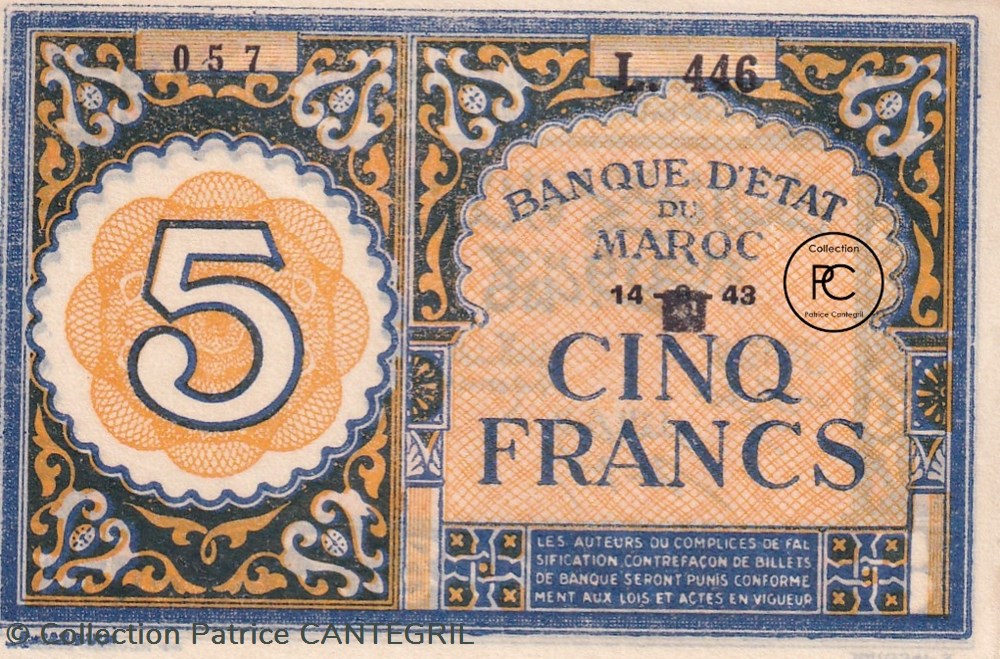 057
L. 446
BANQUE D'ÉTAT
DU
MAROC
14 43
CINQ
FRANCS
5
LES AUTEURS OU COMPLICES DE FAL
SIFICATION, CONTREFAÇON DE BILLETS
DE BANQUE SERONT PUNIS CONFORMÉ
MENT AUX LOIS ET ACTES EN VIGUEUR
Collection
PC
Patrice Cantegril
© Collection Patrice CANTEGRIL